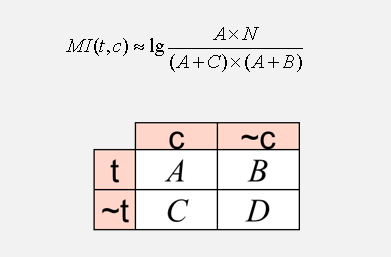 MI(t,c) ≈ lg A×N / (A+C)×(A+B)
c ~c
t A B
~t C D